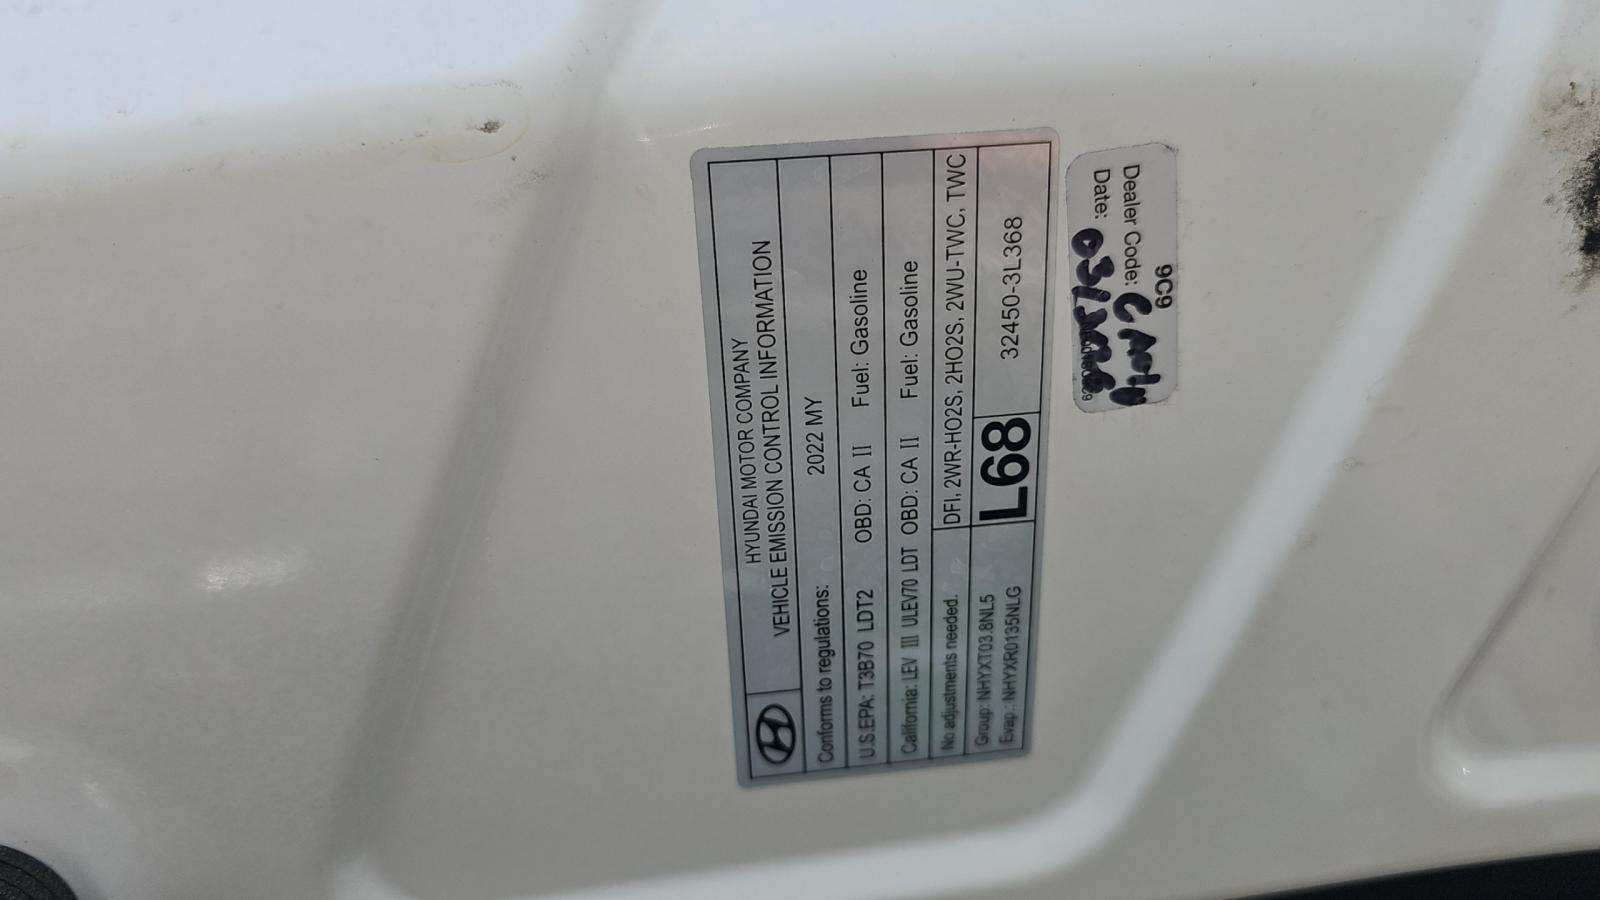 HYUNDAI MOTOR COMPANY
VEHICLE EMISSION CONTROL INFORMATION
Conforms to regulations: 2022 MY
U.S.EPA: T3B70 LDT2 OBD: CA II Fuel: Gasoline
California: LEV III ULEV70 LDT OBD: CA II Fuel: Gasoline
No adjustments needed. DFI, 2WR-HO2S, 2HO2S, 2WU-TWC, TWC
Group: NHYXT03.8NL5
Evap.: NHYXR0135NLG
L68
32450-3L368
9C9
Dealer Code:
Date: